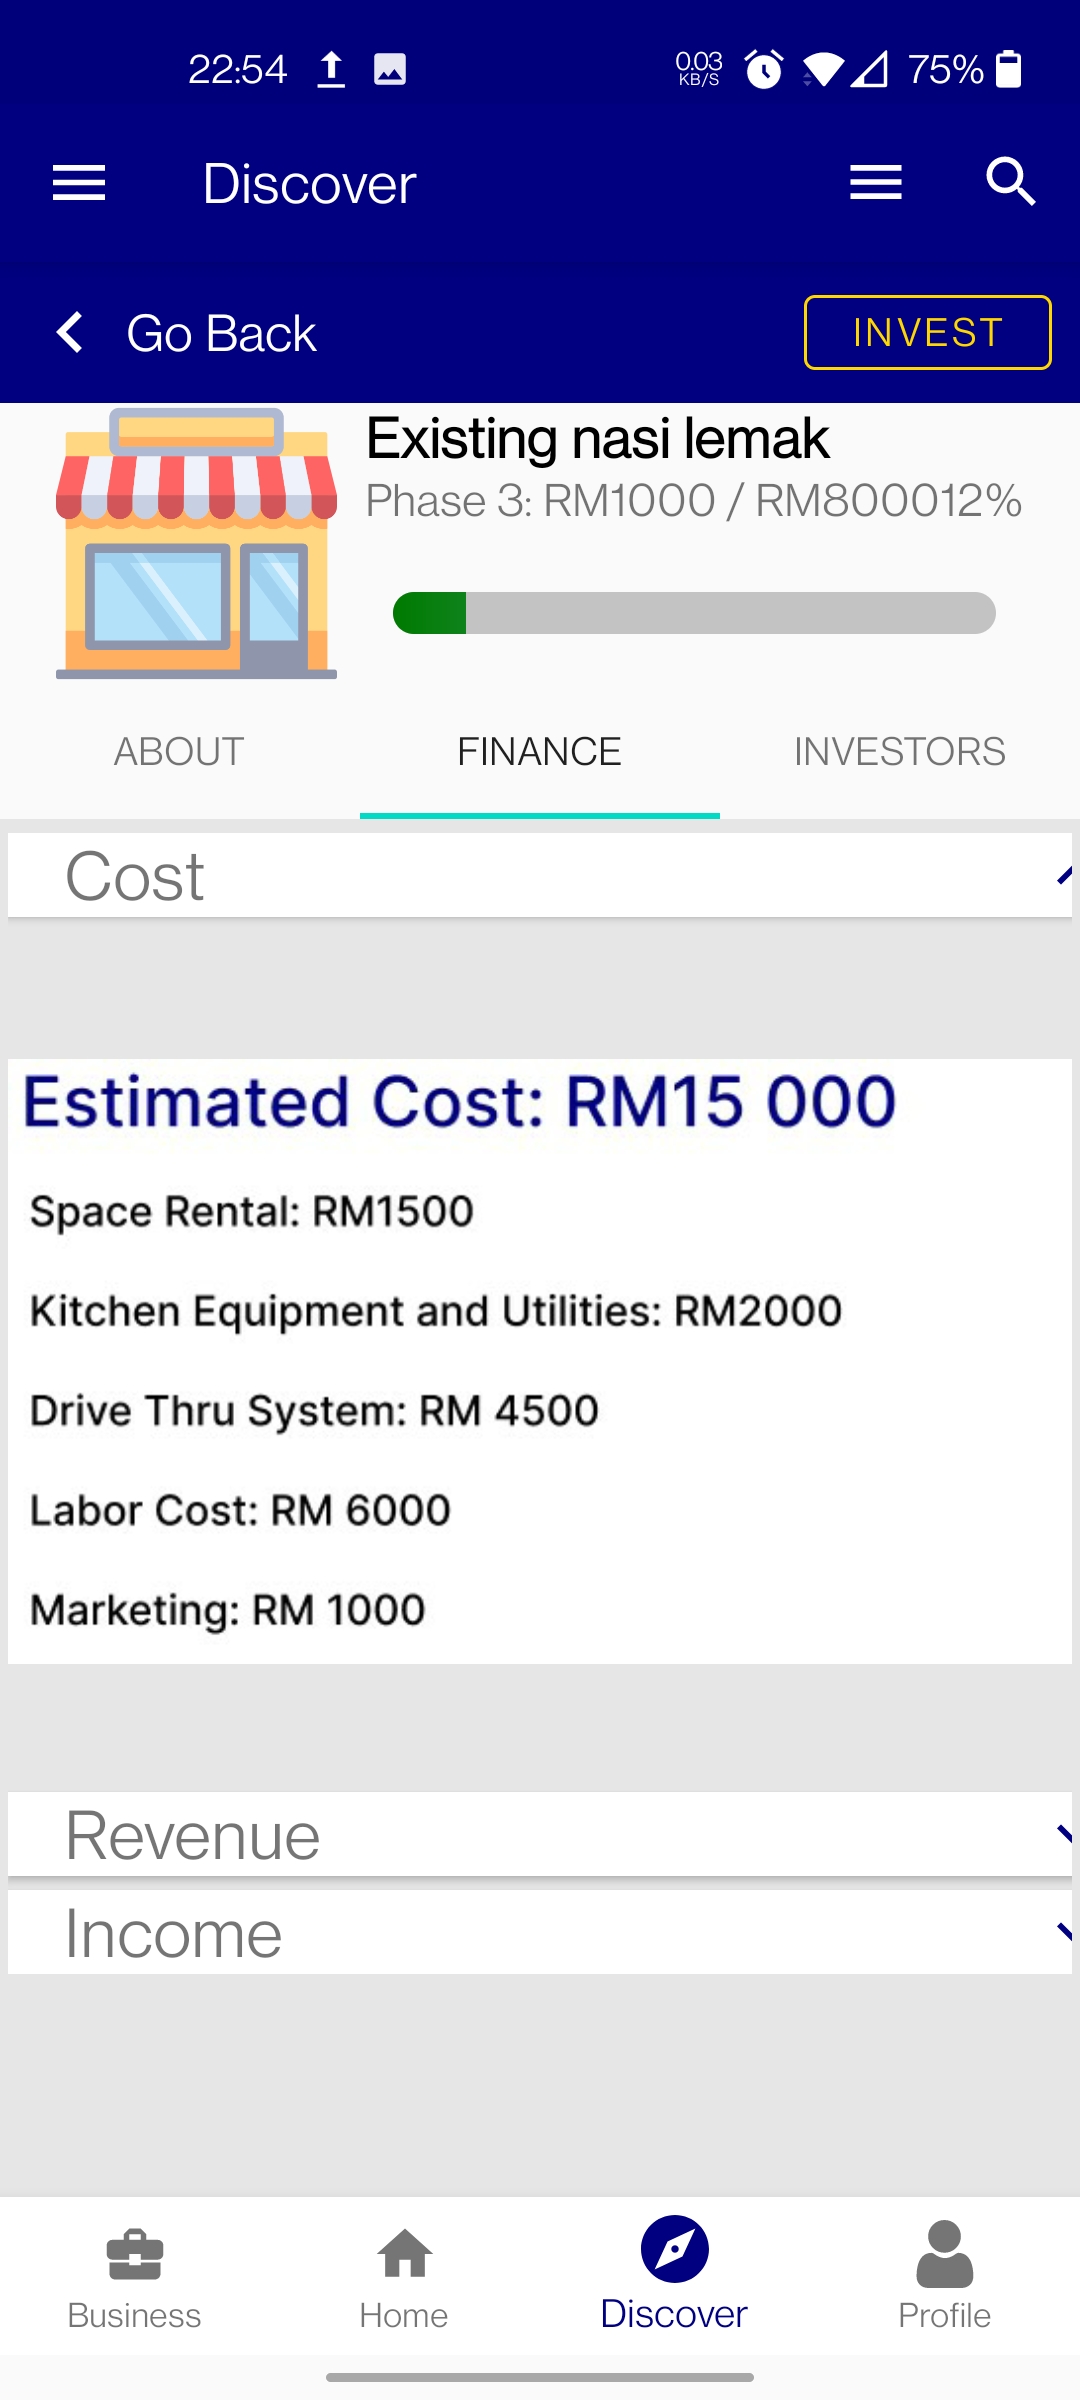 22:54
0.03
KB/S
75%
Discover
Go Back
INVEST
Existing nasi lemak
Phase 3: RM1000 / RM800012%
ABOUT
FINANCE
INVESTORS
Cost
Estimated Cost: RM15 000
Space Rental: RM1500
Kitchen Equipment and Utilities: RM2000
Drive Thru System: RM 4500
Labor Cost: RM 6000
Marketing: RM 1000
Revenue
Income
Business
Home
Discover
Profile